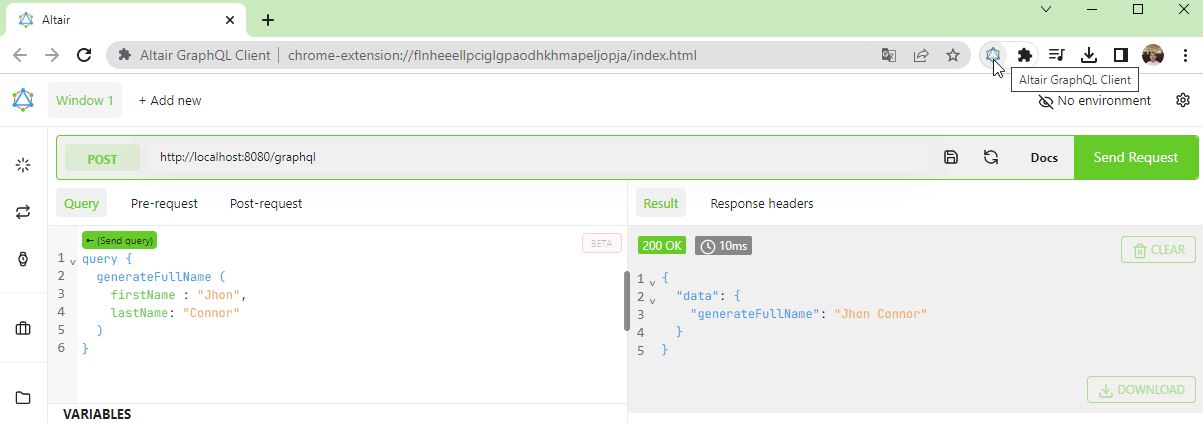 Altair
Altair GraphQL Client | chrome-extension://flnheeellpciglgpaodhkhmapeljopja/index.html
Altair GraphQL Client
Window 1 + Add new No environment
POST http://localhost:8080/graphql Docs Send Request
Query Pre-request Post-request
(Send query) BETA
1 query {
2 generateFullName (
3 firstName : "Jhon",
4 lastName: "Connor"
5 )
6 }
VARIABLES
Result Response headers
200 OK 10ms CLEAR
1 {
2 "data": {
3 "generateFullName": "Jhon Connor"
4 }
5 }
DOWNLOAD